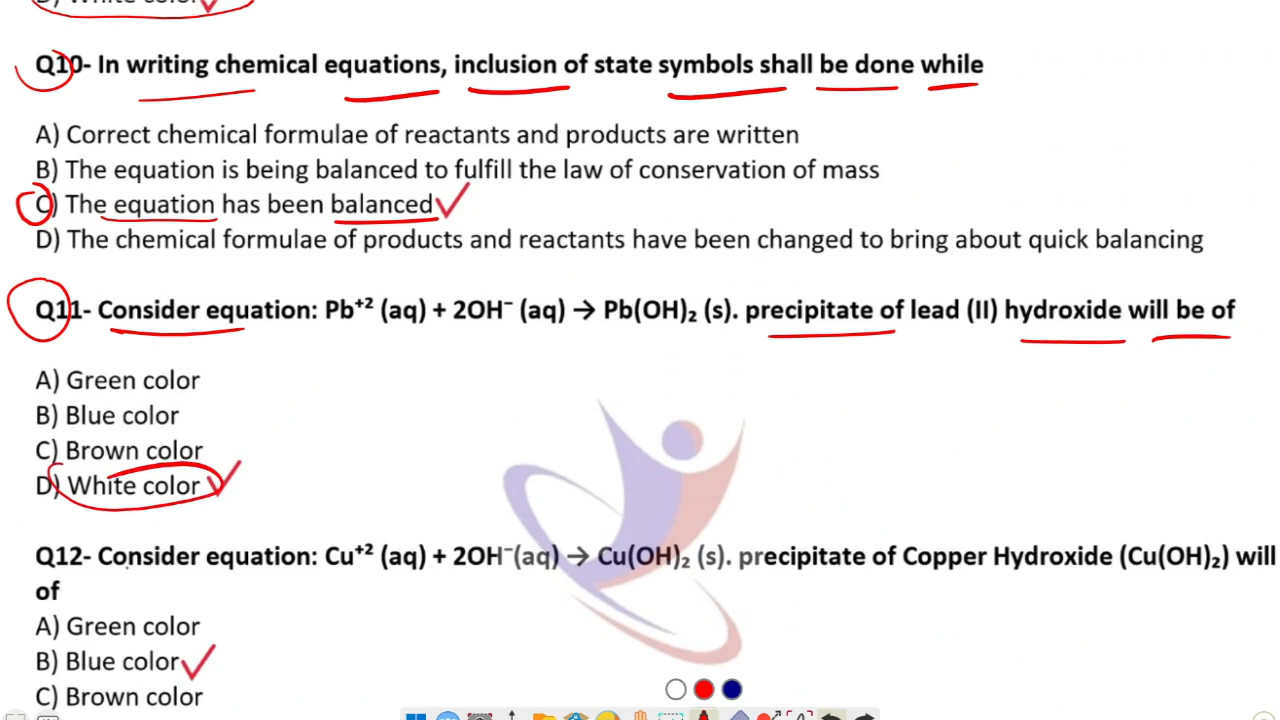 D) White color
Q10- In writing chemical equations, inclusion of state symbols shall be done while
A) Correct chemical formulae of reactants and products are written
B) The equation is being balanced to fulfill the law of conservation of mass
C) The equation has been balanced
D) The chemical formulae of products and reactants have been changed to bring about quick balancing
Q11- Consider equation: Pb⁺² (aq) + 2OH⁻ (aq) → Pb(OH)₂ (s). precipitate of lead (II) hydroxide will be of
A) Green color
B) Blue color
C) Brown color
D) White color
Q12- Consider equation: Cu⁺² (aq) + 2OH⁻(aq) → Cu(OH)₂ (s). precipitate of Copper Hydroxide (Cu(OH)₂) will
of
A) Green color
B) Blue color
C) Brown color